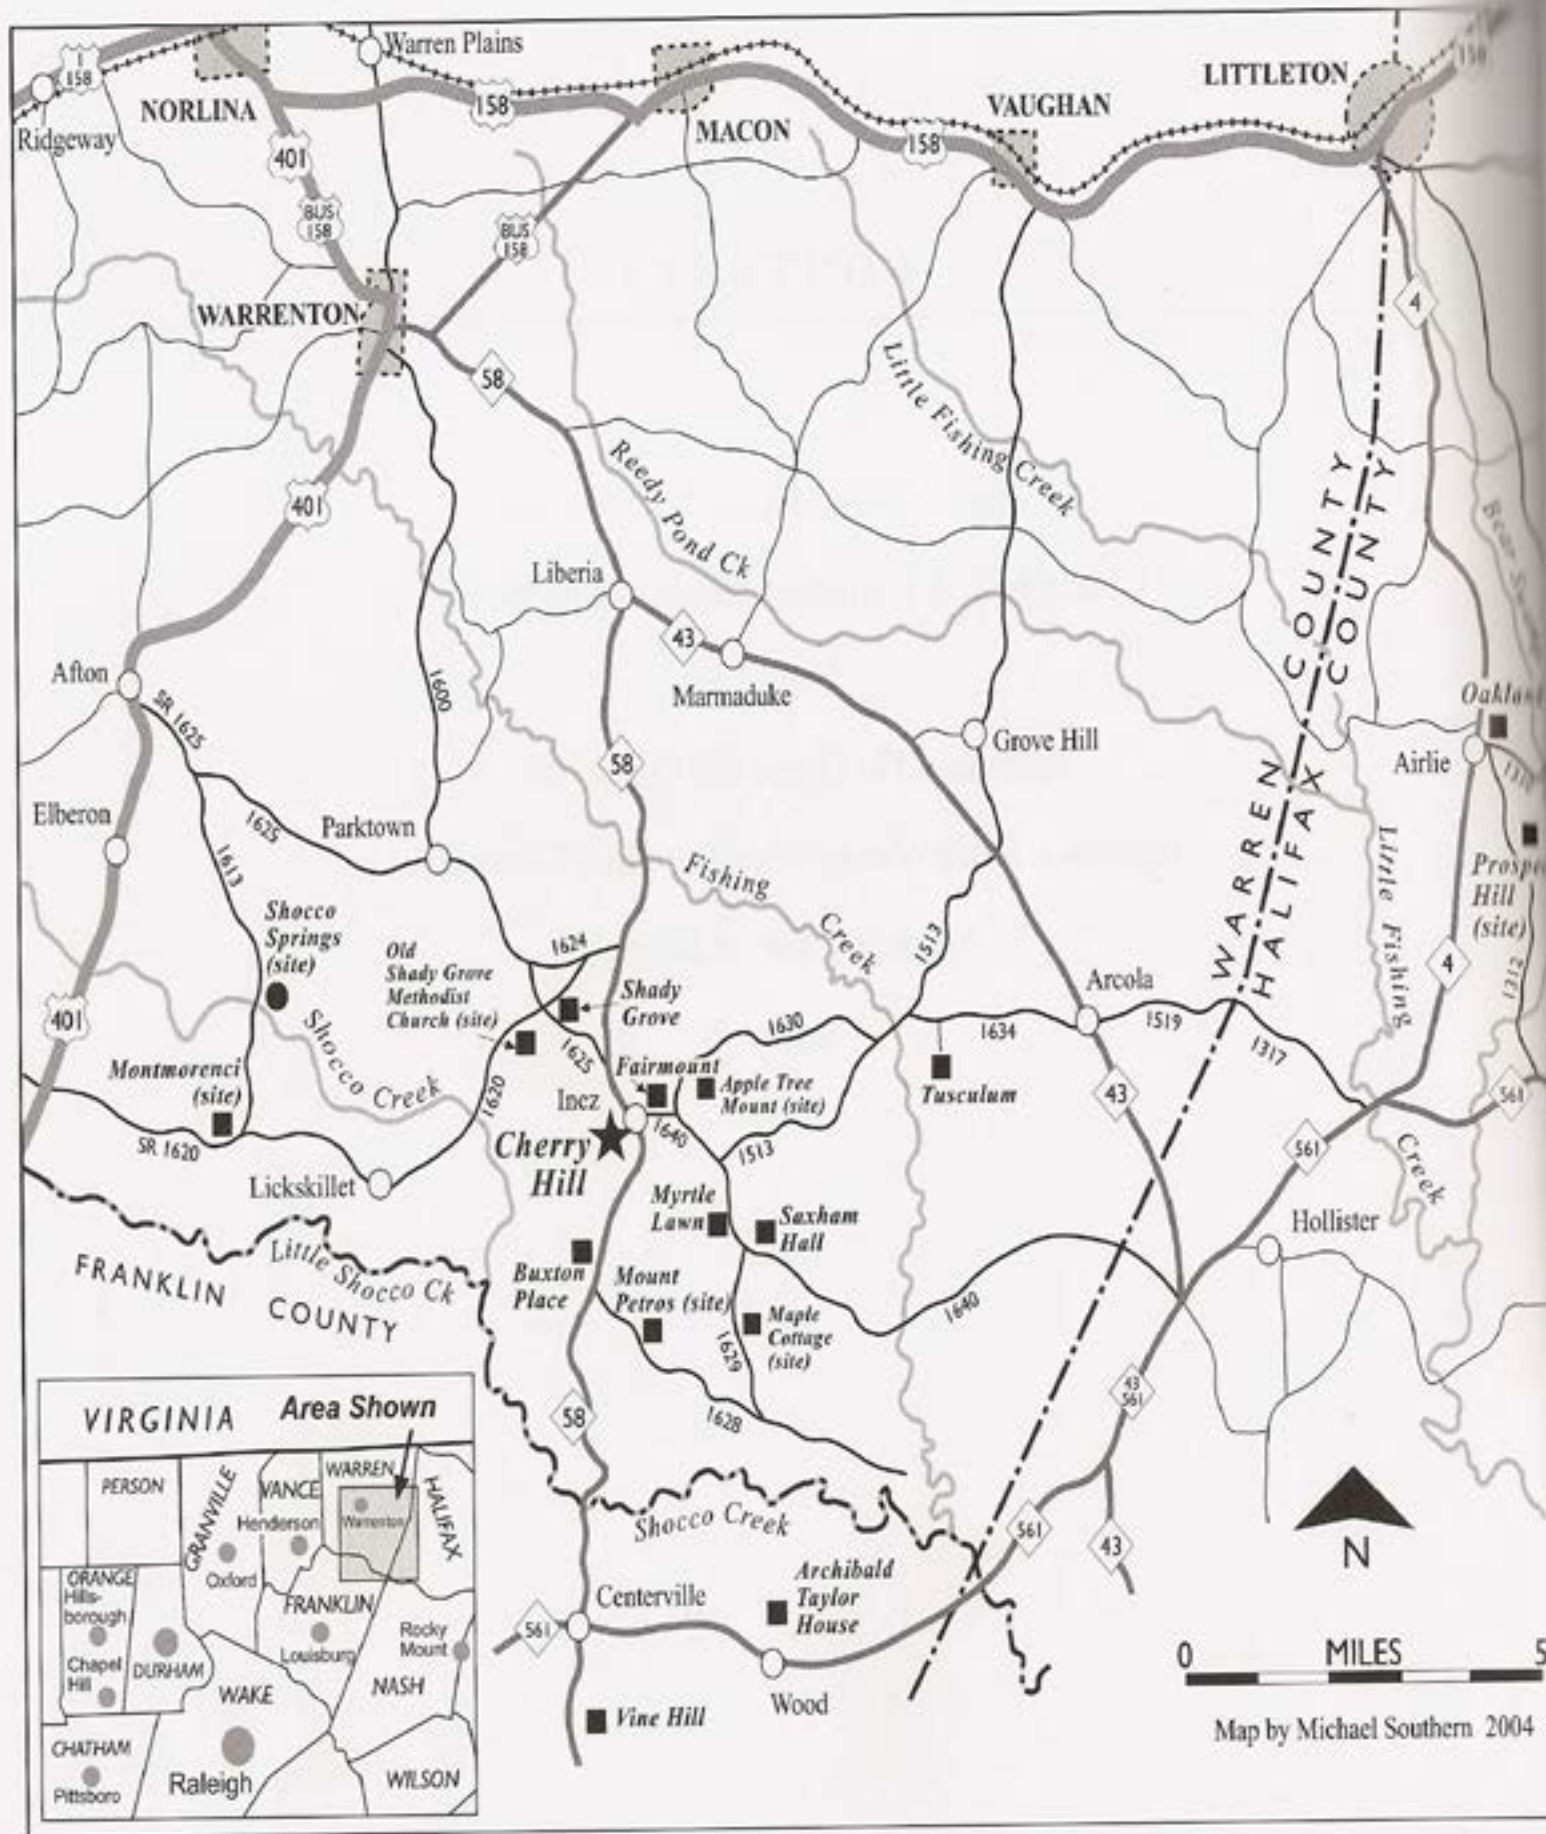 Warren Plains
1
158
LITTLETON
NORLINA
158
MACON
VAUGHAN
158
Ridgeway
401
BUS
158
BUS
158
WARRENTON
4
58
Little Fishing Creek
Reedy Pond Ck
401
Liberia
43
COUNTY
COUNTY
Afton
SR 1625
1600
Marmaduke
Grove Hill
58
Airlie
WARREN
HALIFAX
Elberon
1625
Parktown
1613
Fishing
Creek
Little Fishing
Creek
Hill
(site)
Shocco
Springs
(site)
Old
Shady Grove
Methodist
Church (site)
1624
1513
4
1312
Shady
Grove
Arcola
401
Shocco Creek
1625
1630
1634
1519
1317
Montmorenci
(site)
1620
Fairmount
Apple Tree
Mount (site)
Tusculum
43
561
Inez
1640
Cherry
Hill
1513
561
SR 1620
Lickskillet
Myrtle
Lawn
Saxham
Hall
Hollister
Little Shocco Ck
FRANKLIN
COUNTY
Buxton
Place
Mount
Petros (site)
Maple
Cottage
(site)
1629
1640
43
561
58
1628
VIRGINIA
Area Shown
PERSON
GRANVILLE
VANCE
WARREN
HALIFAX
Henderson
Warrenton
Oxford
ORANGE
Hills-
borough
FRANKLIN
Louisburg
Rocky
Mount
Chapel
Hill
DURHAM
WAKE
NASH
CHATHAM
Pittsboro
Raleigh
WILSON
Shocco Creek
561
43
N
Centerville
Archibald
Taylor
House
561
Wood
Vine Hill
0 MILES 5
Map by Michael Southern 2004